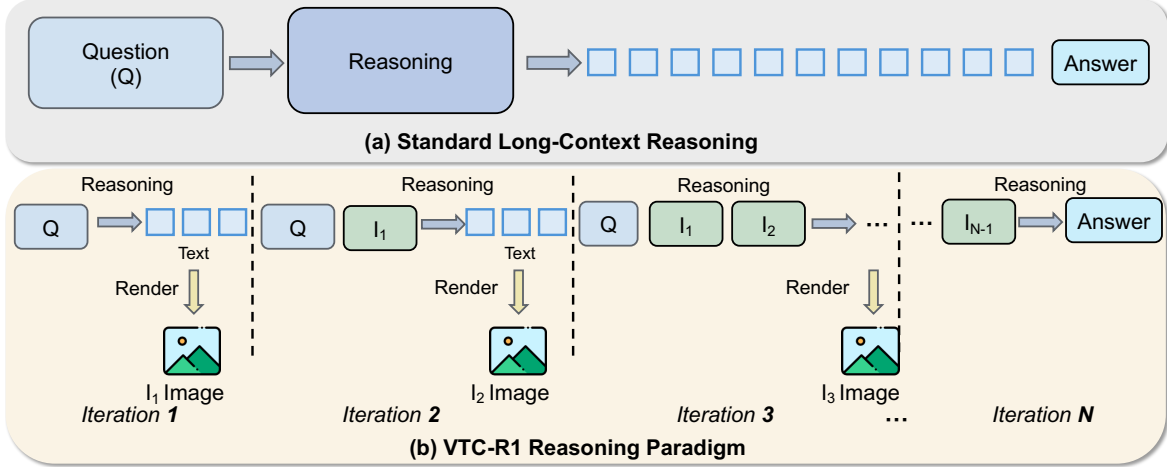 Question
(Q)
Reasoning
Answer
(a) Standard Long-Context Reasoning
Reasoning
Reasoning
Reasoning
Reasoning
Q
Q
I1
Q
I1
I2
...
...
IN-1
Answer
Text
Text
Render
Render
Render
I1 Image
I2 Image
I3 Image
Iteration 1
Iteration 2
Iteration 3
...
Iteration N
(b) VTC-R1 Reasoning Paradigm